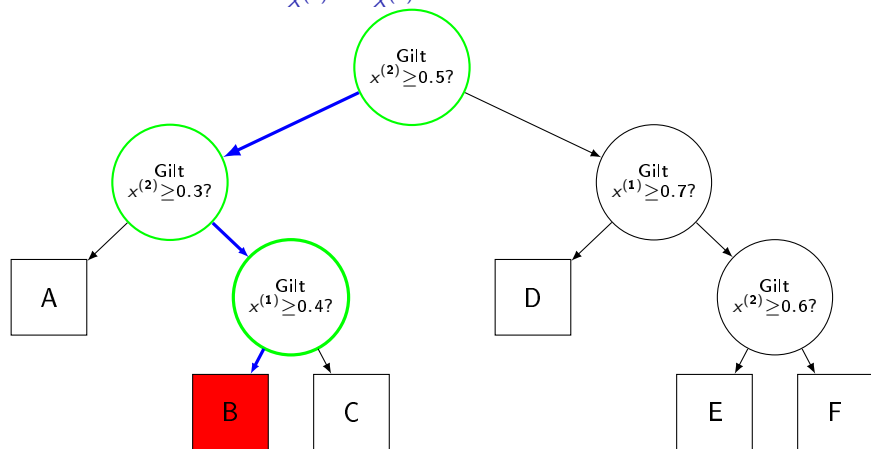 Gilt
x⁽²⁾≥0.5?
Gilt
x⁽²⁾≥0.3?
Gilt
x⁽¹⁾≥0.7?
A
Gilt
x⁽¹⁾≥0.4?
D
Gilt
x⁽²⁾≥0.6?
B
C
E
F